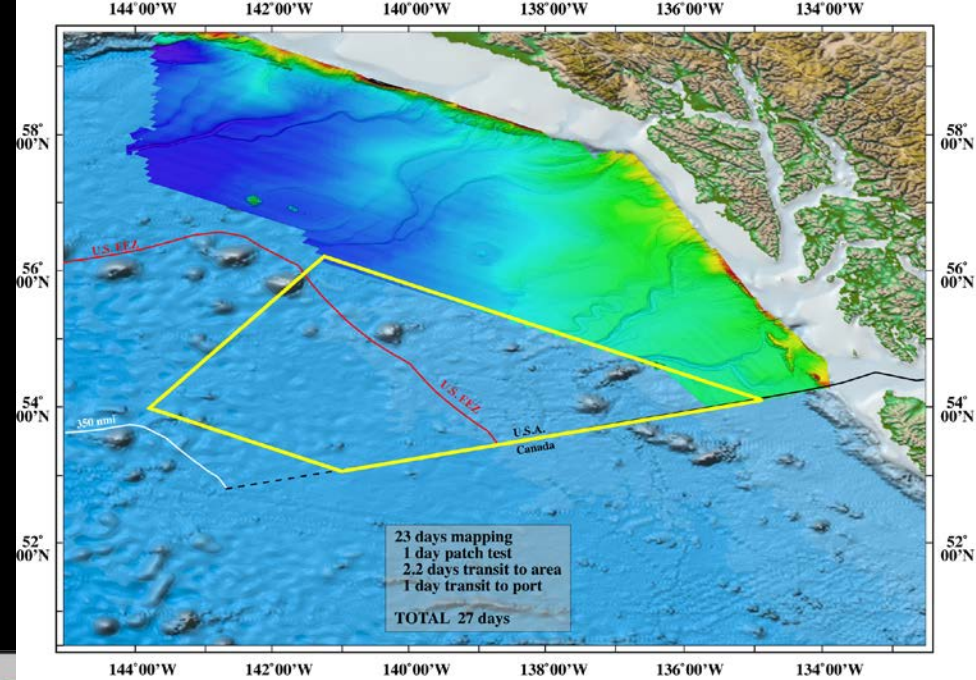 144°00'W 142°00'W 140°00'W 138°00'W 136°00'W 134°00'W
58°
00'N
58°
00'N
U.S. EEZ
56°
00'N
56°
00'N
U.S. EEZ
54°
00'N
54°
00'N
350 nmi
U.S.A.
Canada
52°
00'N
52°
00'N
23 days mapping
1 day patch test
2.2 days transit to area
1 day transit to port
TOTAL 27 days
144°00'W 142°00'W 140°00'W 138°00'W 136°00'W 134°00'W